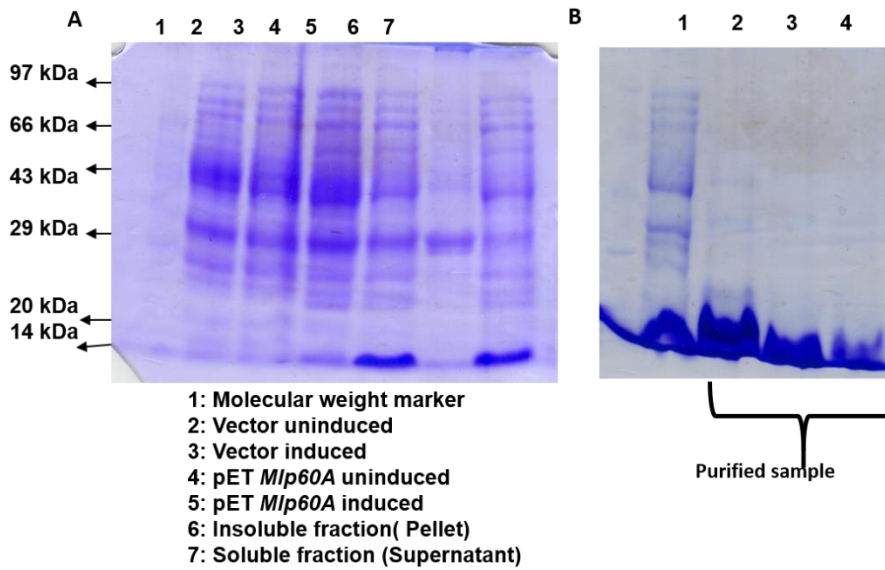 A
1 2 3 4 5 6 7
97 kDa
66 kDa
43 kDa
29 kDa
20 kDa
14 kDa
1: Molecular weight marker
2: Vector uninduced
3: Vector induced
4: pET Mlp60A uninduced
5: pET Mlp60A induced
6: Insoluble fraction( Pellet)
7: Soluble fraction (Supernatant)
B
1 2 3 4
Purified sample